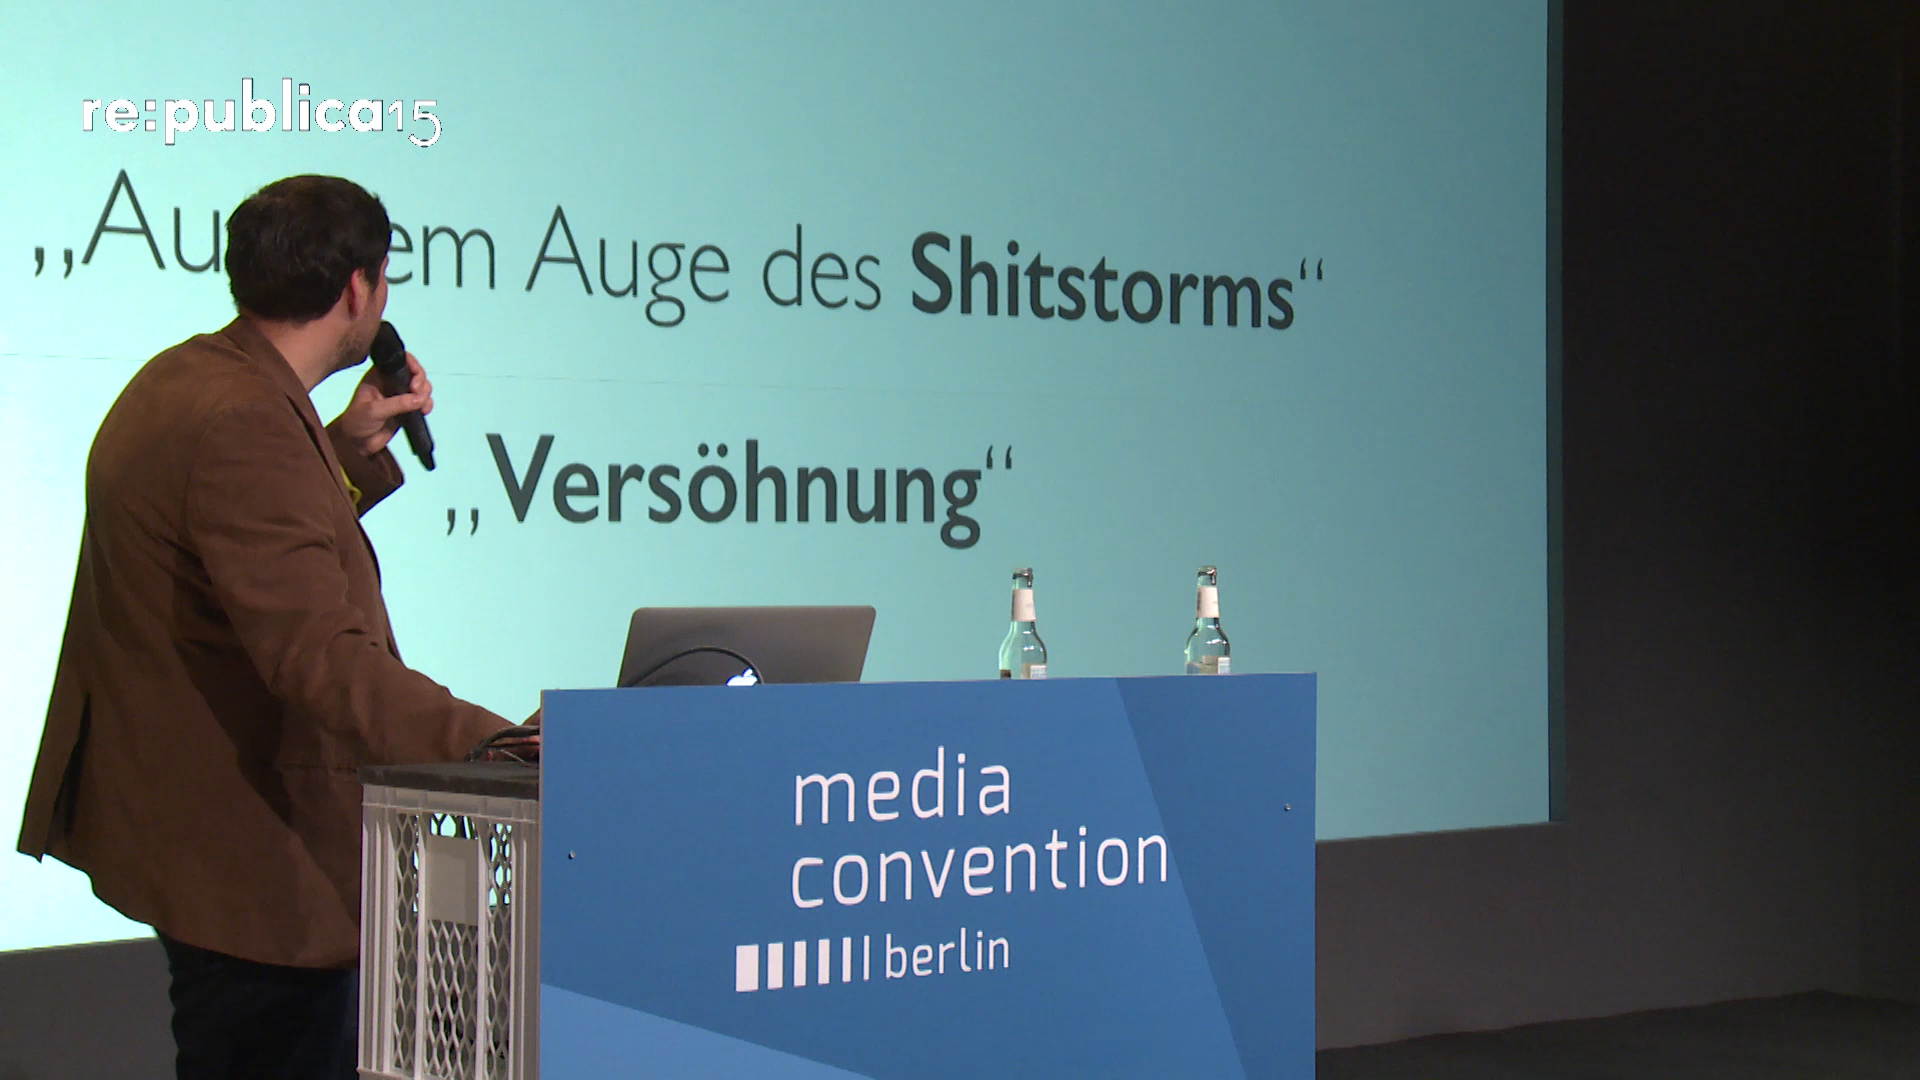 re:publica15
„Au em Auge des Shitstorms“
„Versöhnung“
media
convention
berlin